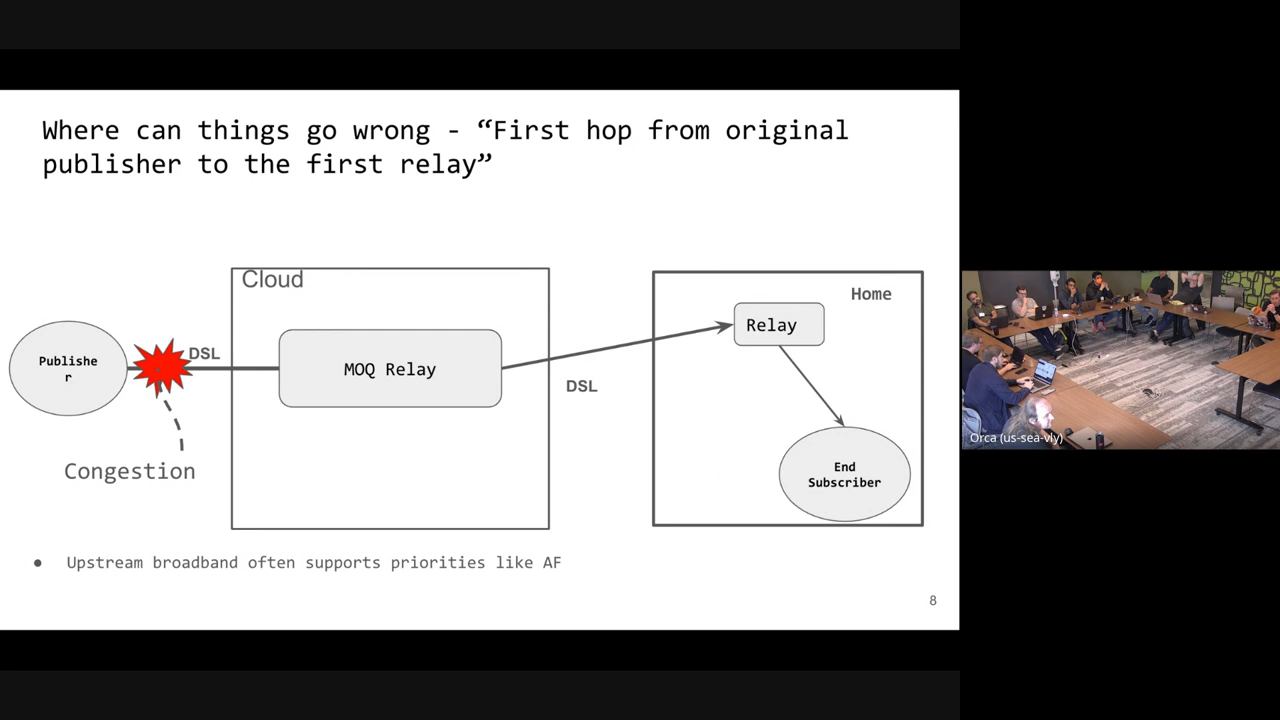 Where can things go wrong - “First hop from original
publisher to the first relay”
Cloud
Home
Relay
Publishe
r
DSL
MOQ Relay
DSL
Congestion
End
Subscriber
Orca (us-sea-vly)
● Upstream broadband often supports priorities like AF
8